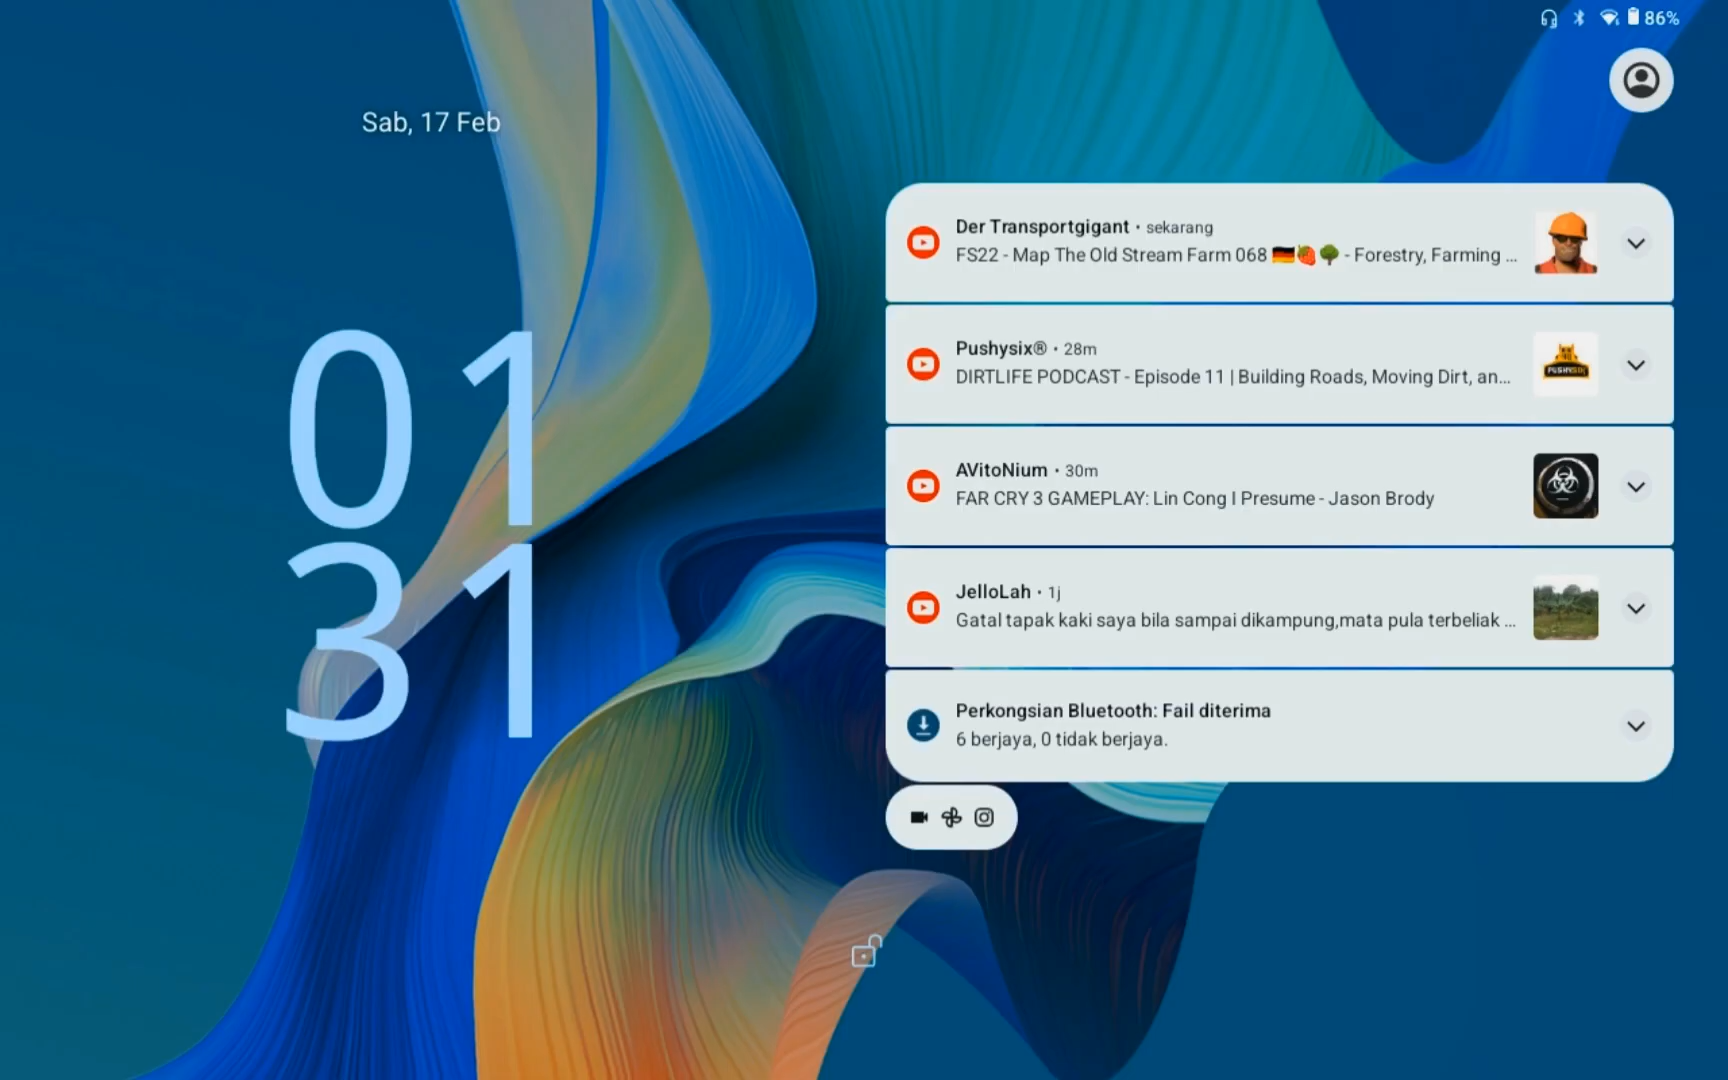 86%
Sab, 17 Feb
01
31
Der Transportgigant • sekarang
FS22 - Map The Old Stream Farm 068 🇩🇪🍓🌳 - Forestry, Farming ...
Pushysix® • 28m
DIRTLIFE PODCAST - Episode 11 | Building Roads, Moving Dirt, an...
PUSHYSIX
AVitoNium • 30m
FAR CRY 3 GAMEPLAY: Lin Cong I Presume - Jason Brody
JelloLah • 1j
Gatal tapak kaki saya bila sampai dikampung,mata pula terbeliak ...
Perkongsian Bluetooth: Fail diterima
6 berjaya, 0 tidak berjaya.